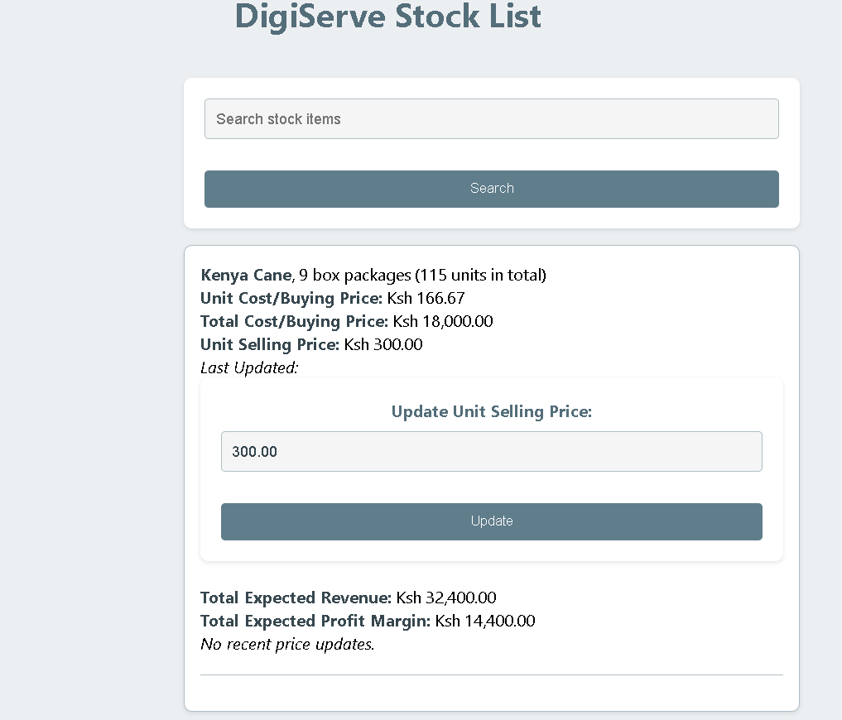 DigiServe Stock List
Search stock items
Search
Kenya Cane, 9 box packages (115 units in total)
Unit Cost/Buying Price: Ksh 166.67
Total Cost/Buying Price: Ksh 18,000.00
Unit Selling Price: Ksh 300.00
Last Updated:
Update Unit Selling Price:
300.00
Update
Total Expected Revenue: Ksh 32,400.00
Total Expected Profit Margin: Ksh 14,400.00
No recent price updates.